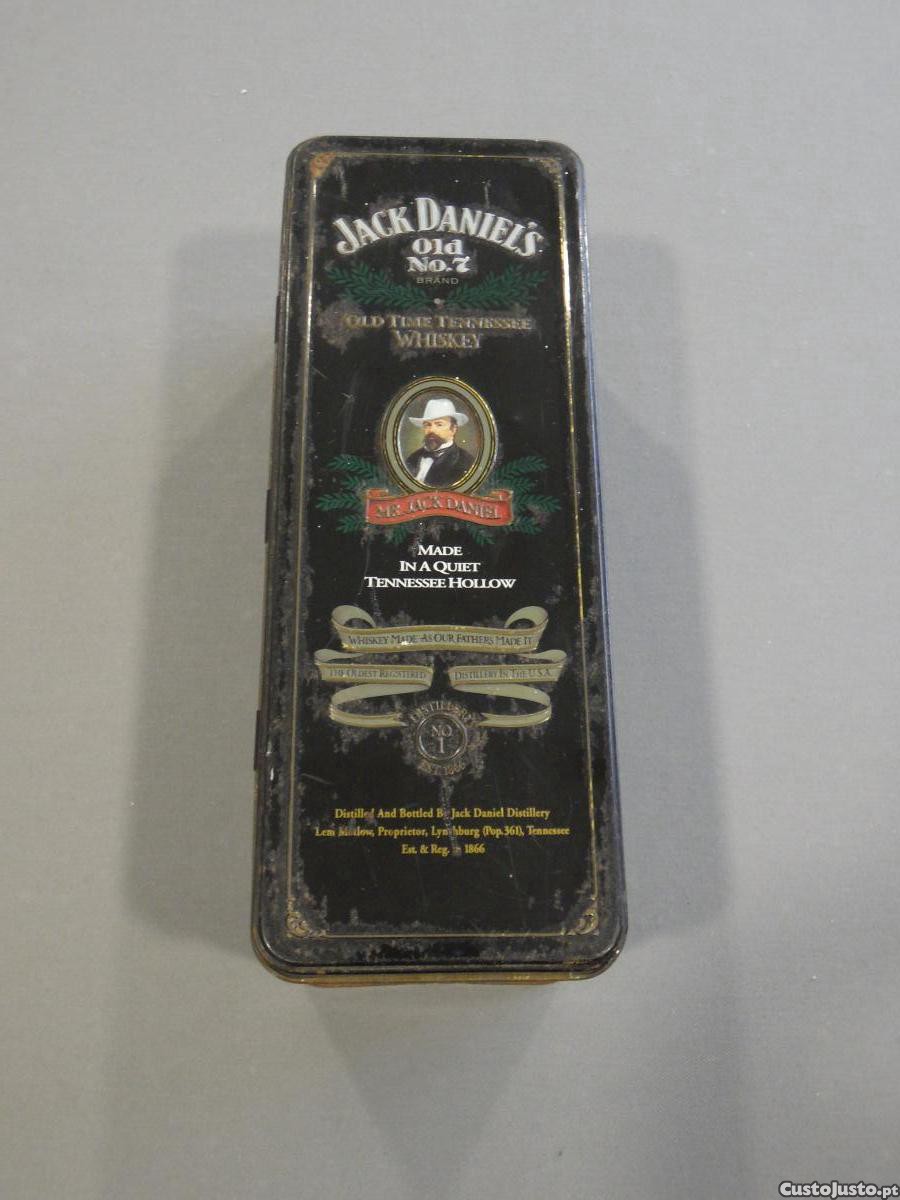 JACK DANIEL'S
Old
No.7
BRAND
OLD TIME TENNESSEE
WHISKEY
MR. JACK DANIEL
MADE
IN A QUIET
TENNESSEE HOLLOW
WHISKEY MADE AS OUR FATHERS MADE IT
THE OLDEST REGISTERED DISTILLERY IN THE U.S.A.
DISTILLERY
NO
1
EST. 1866
Distilled And Bottled By Jack Daniel Distillery
Lem Motlow, Proprietor, Lynchburg (Pop.361), Tennessee
Est. & Reg. in 1866
CustoJusto.pt